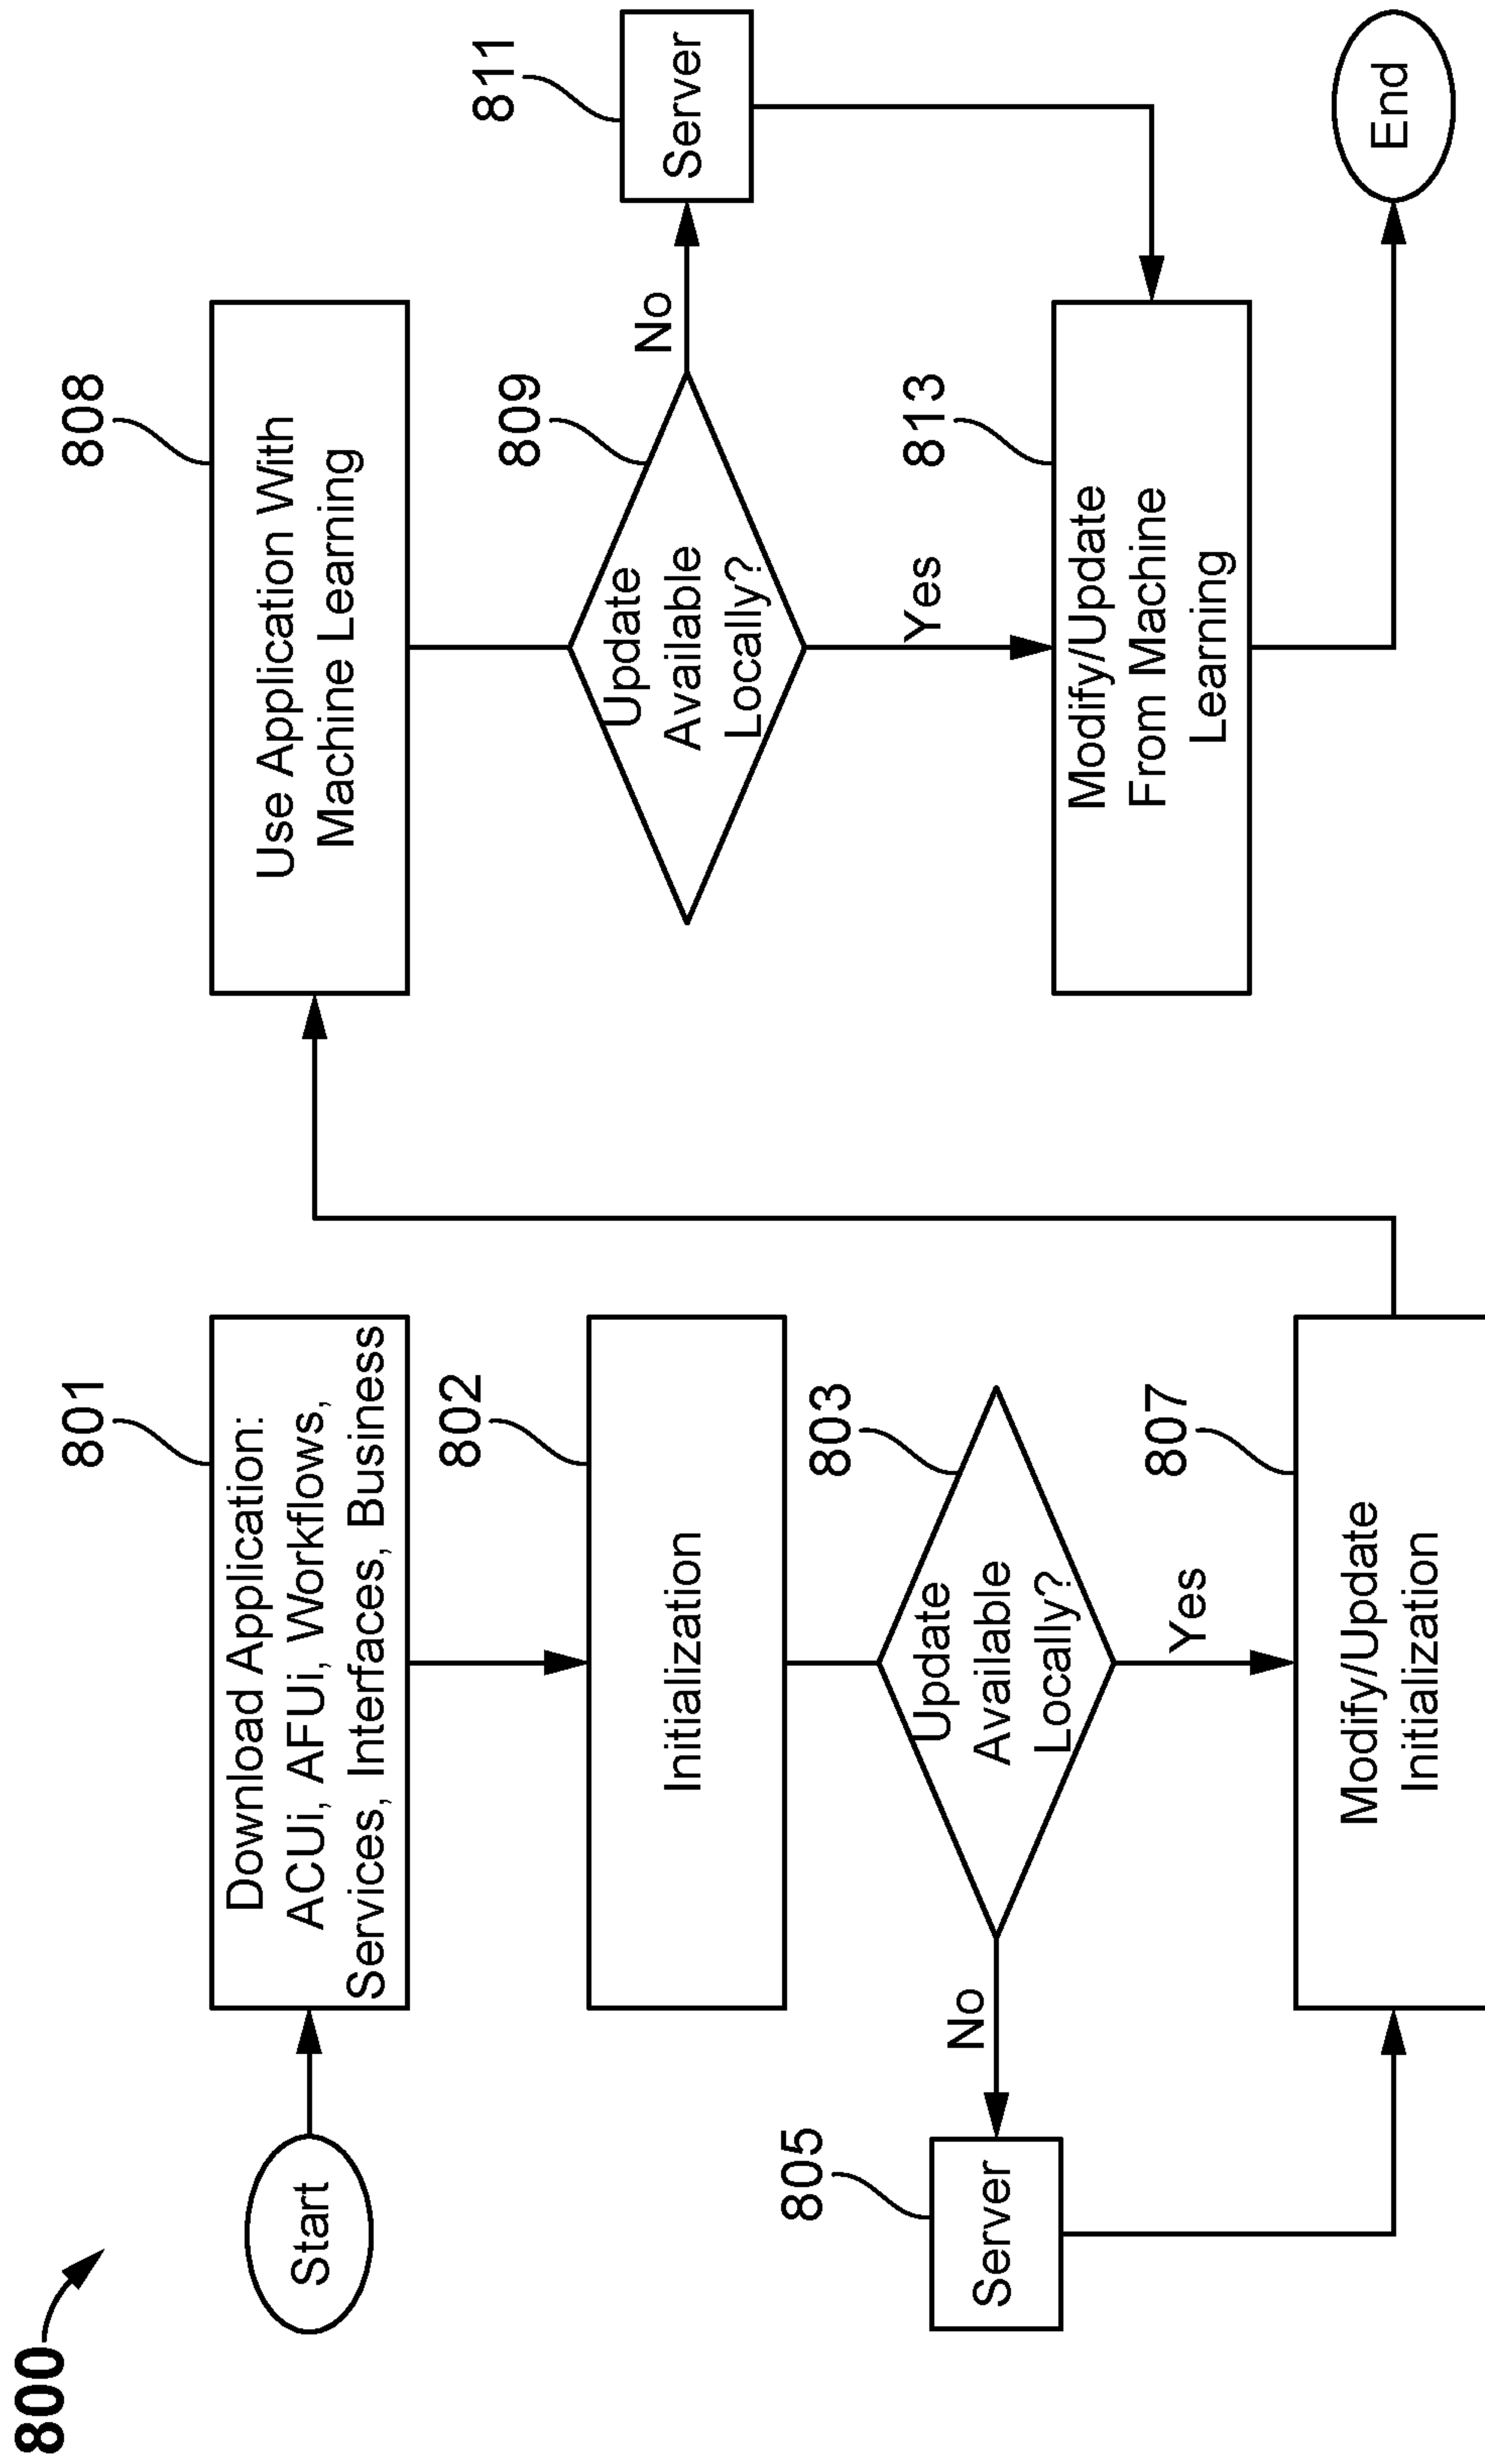 800
Start
801
Download Application:
ACUi, AFUi, Workflows,
Services, Interfaces, Business
802
Initialization
803
Update
Available
Locally?
No
805
Server
Yes
807
Modify/Update
Initialization
808
Use Application With
Machine Learning
809
Update
Available
Locally?
No
811
Server
Yes
813
Modify/Update
From Machine
Learning
End